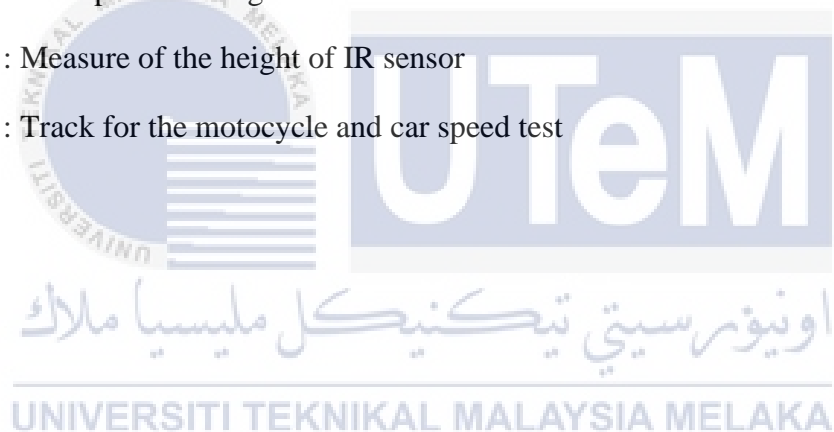 : Measure of the height of IR sensor
: Track for the motocycle and car speed test
UTeM
اونيۏرسيتي تيكنيكل مليسيا ملاك
UNIVERSITI TEKNIKAL MALAYSIA MELAKA